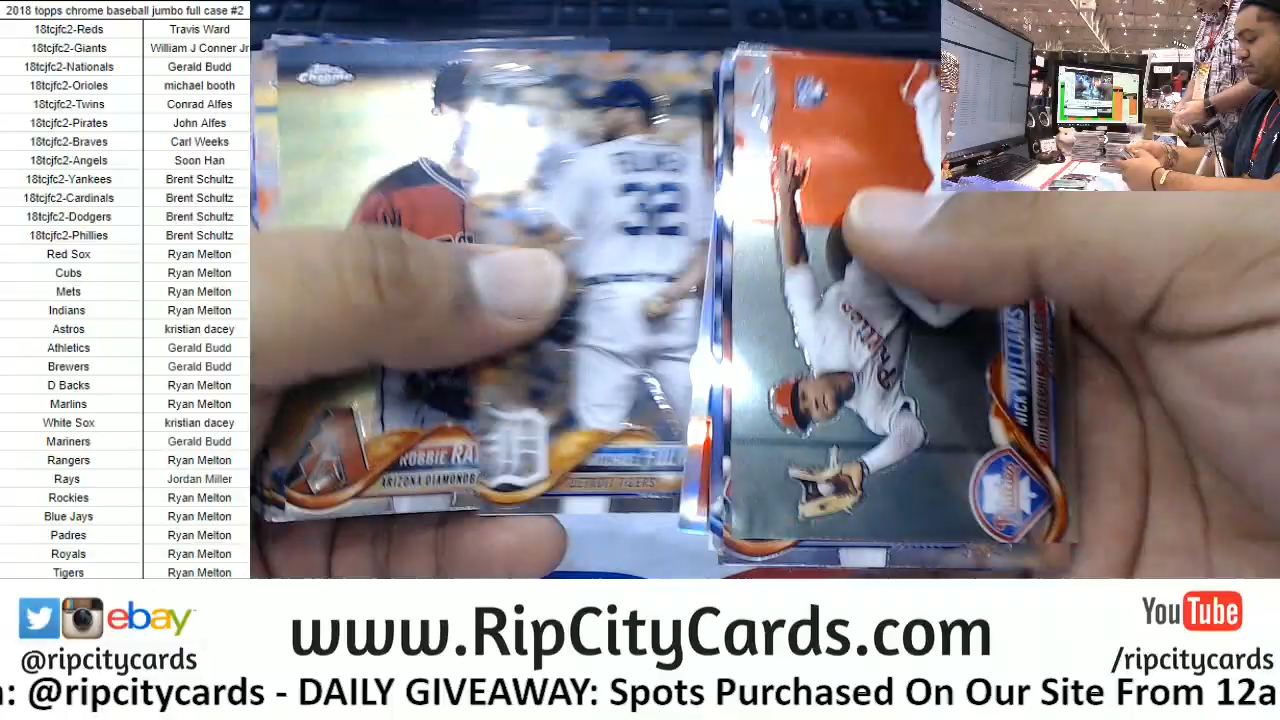 2018 topps chrome baseball jumbo full case #2
18tcjfc2-Reds Travis Ward
18tcjfc2-Giants William J Conner Jr
18tcjfc2-Nationals Gerald Budd
18tcjfc2-Orioles michael booth
18tcjfc2-Twins Conrad Alfes
18tcjfc2-Pirates John Alfes
18tcjfc2-Braves Carl Weeks
18tcjfc2-Angels Soon Han
18tcjfc2-Yankees Brent Schultz
18tcjfc2-Cardinals Brent Schultz
18tcjfc2-Dodgers Brent Schultz
18tcjfc2-Phillies Brent Schultz
Red Sox Ryan Melton
Cubs Ryan Melton
Mets Ryan Melton
Indians Ryan Melton
Astros kristian dacey
Athletics Gerald Budd
Brewers Gerald Budd
D Backs Ryan Melton
Marlins Ryan Melton
White Sox kristian dacey
Mariners Gerald Budd
Rangers Ryan Melton
Rays Jordan Miller
Rockies Ryan Melton
Blue Jays Ryan Melton
Padres Ryan Melton
Royals Ryan Melton
Tigers Ryan Melton
Chrome
32
ROBBIE RA
ARIZONA DIAMONDB
DETROIT TIGERS
Phillies
NICK WILLIAMS
ebay
@ripcitycards
www.RipCityCards.com
YouTube
/ripcitycards
: @ripcitycards - DAILY GIVEAWAY: Spots Purchased On Our Site From 12a